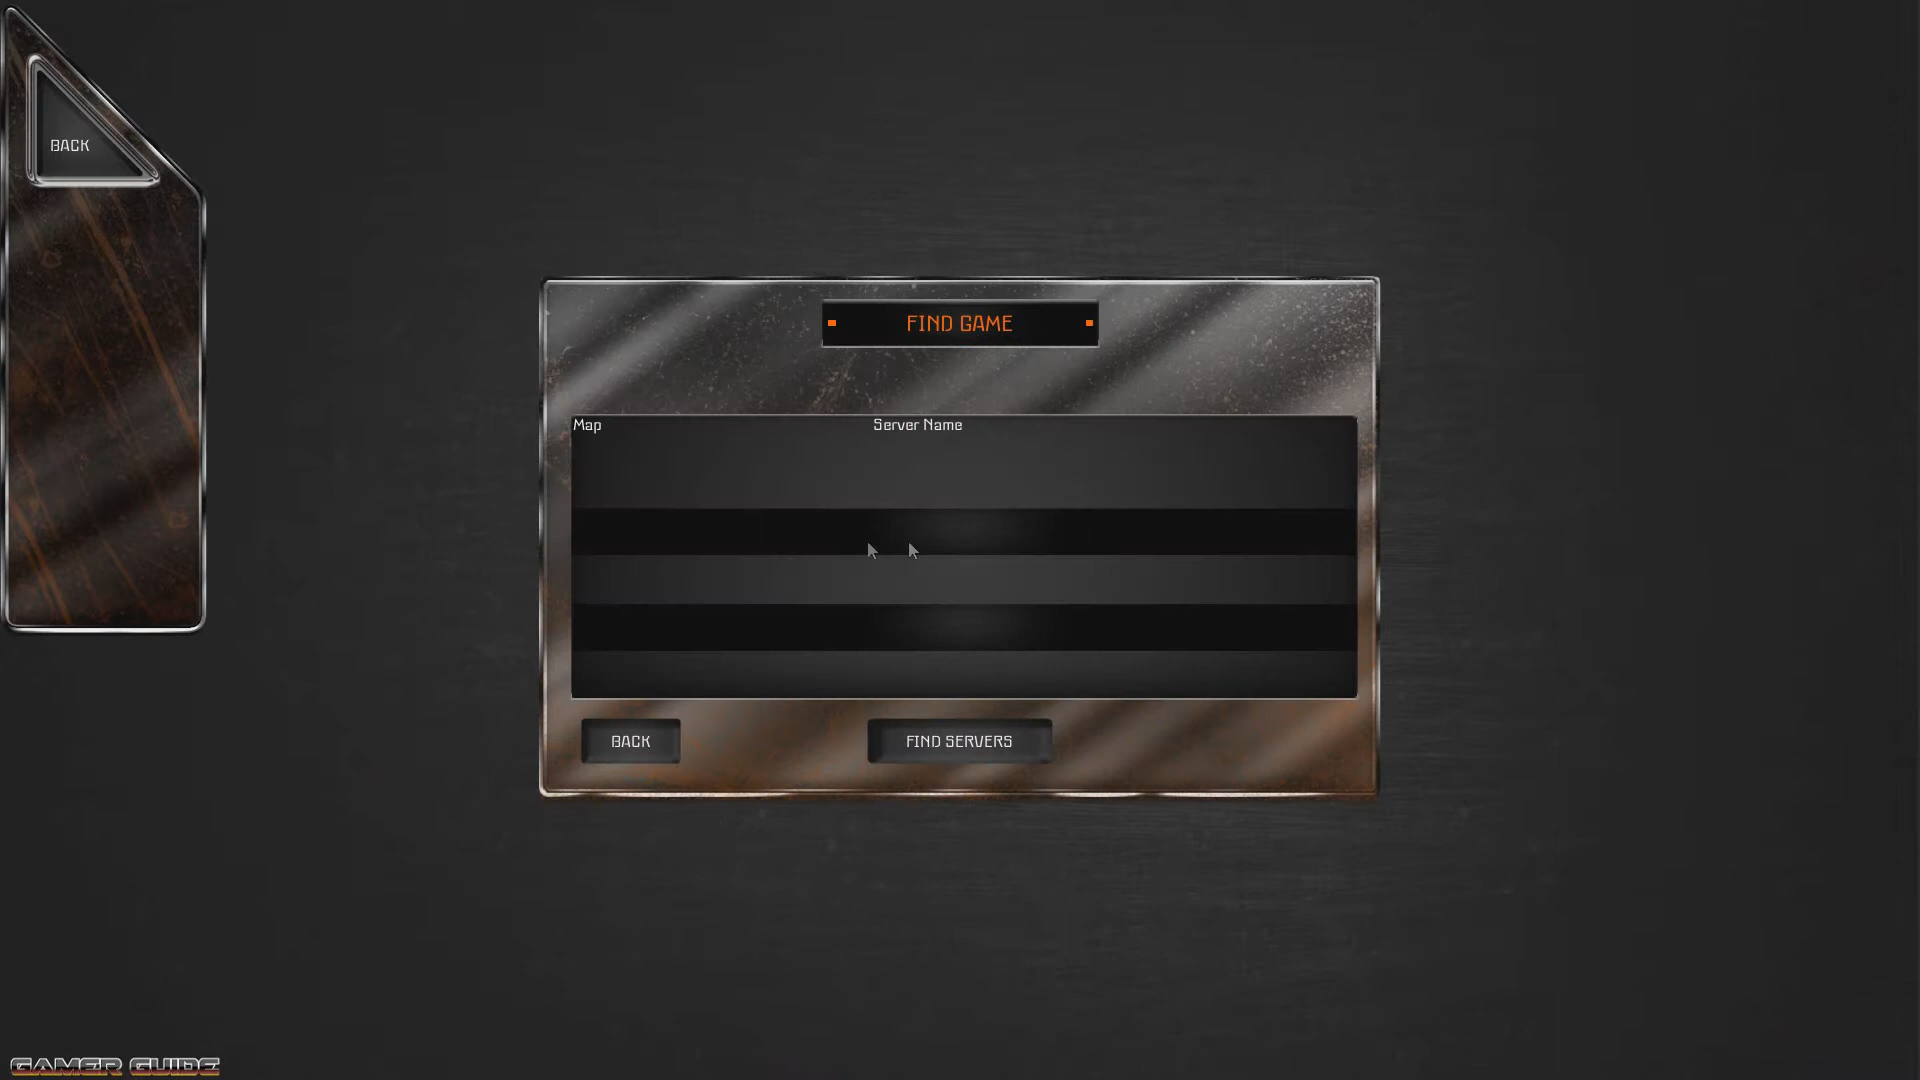 BACK
FIND GAME
Map Server Name
BACK FIND SERVERS
GAMER GUIDE